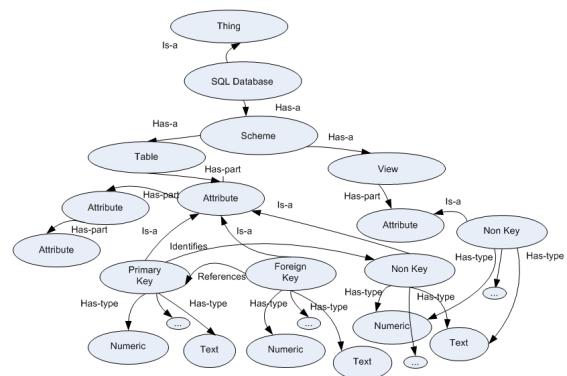 Thing
Is-a
SQL Database
Has-a
Scheme
Has-a
Has-a
Table
View
Has-part
Has-part
Has-part
Attribute
Attribute
Is-a
Has-part
Attribute
Attribute
Non Key
Is-a
Is-a
Is-a
Identifies
Has-type
Has-type
Primary
Key
References
Foreign
Key
Non Key
Has-type
Has-type
Has-type
Has-type
Has-type
Has-type
...
...
...
Numeric
Text
Numeric
Text
Numeric
Text
...